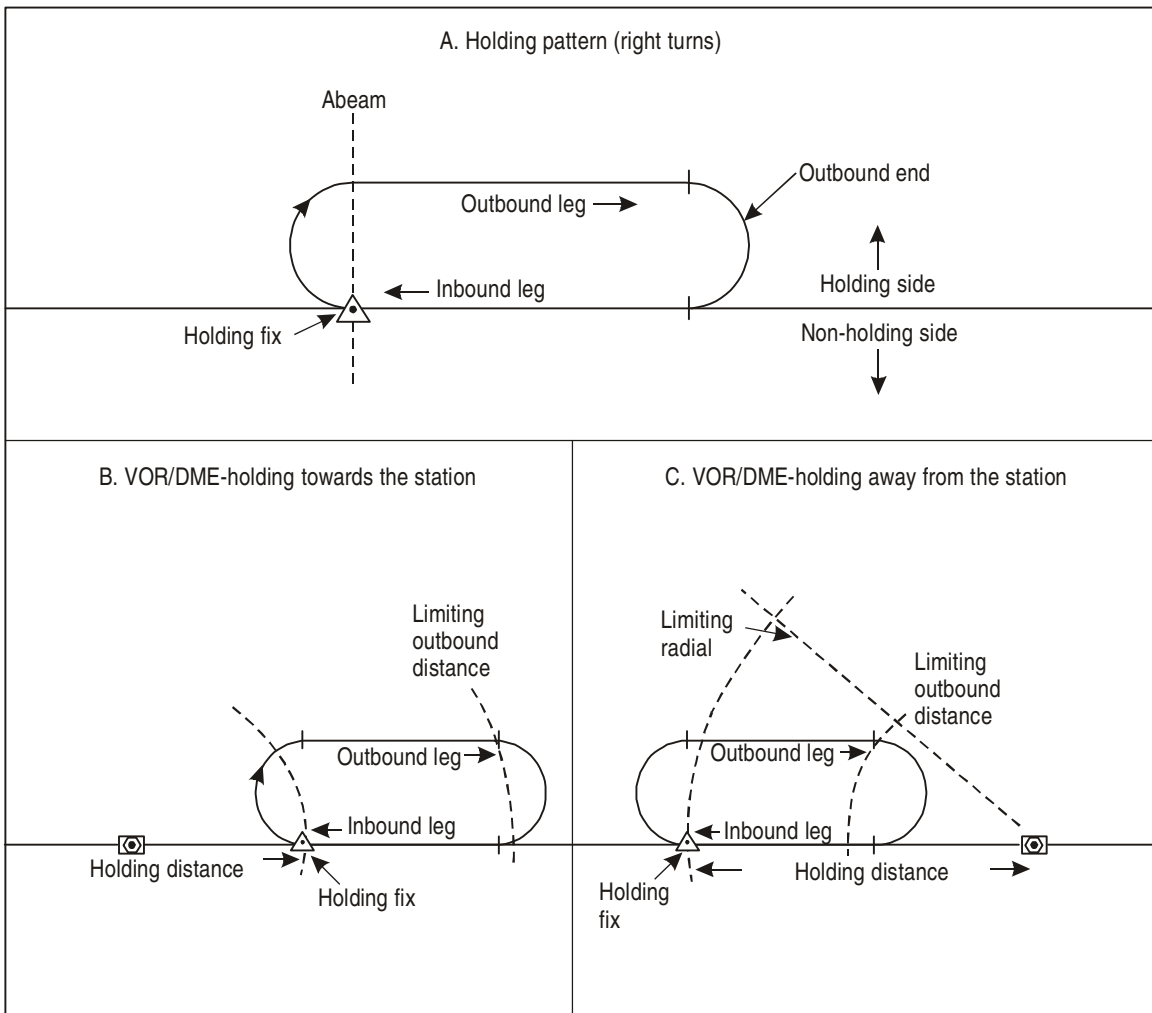 A. Holding pattern (right turns)
Abeam
Outbound end
Outbound leg
Inbound leg
Holding side
Holding fix
Non-holding side
B. VOR/DME-holding towards the station
Limiting
outbound
distance
Outbound leg
Inbound leg
Holding distance
Holding fix
C. VOR/DME-holding away from the station
Limiting
radial
Limiting
outbound
distance
Outbound leg
Inbound leg
Holding distance
Holding
fix